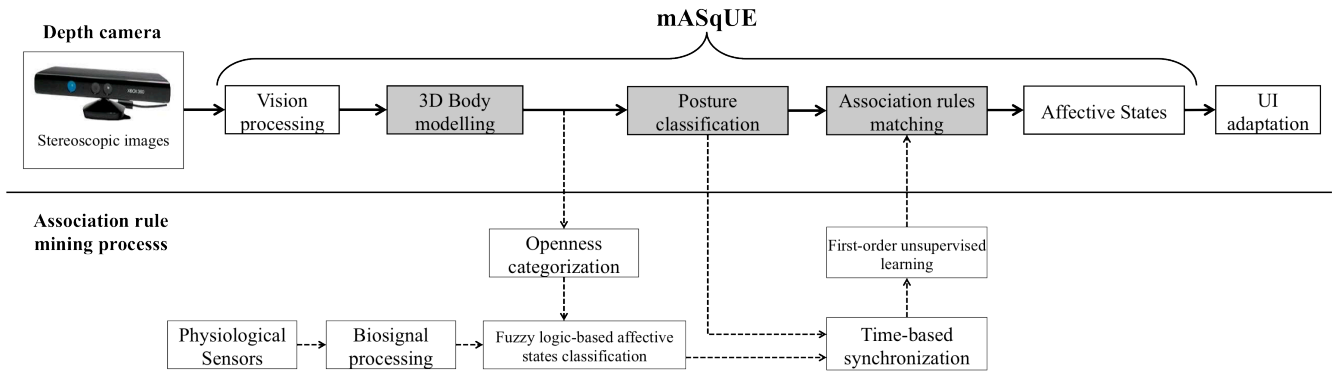 mASqUE
Depth camera
XBOX 360
Stereoscopic images
Vision
processing
3D Body
modelling
Posture
classification
Association rules
matching
Affective States
UI
adaptation
Association rule
mining processs
Openness
categorization
First-order unsupervised
learning
Physiological
Sensors
Biosignal
processing
Fuzzy logic-based affective
states classification
Time-based
synchronization